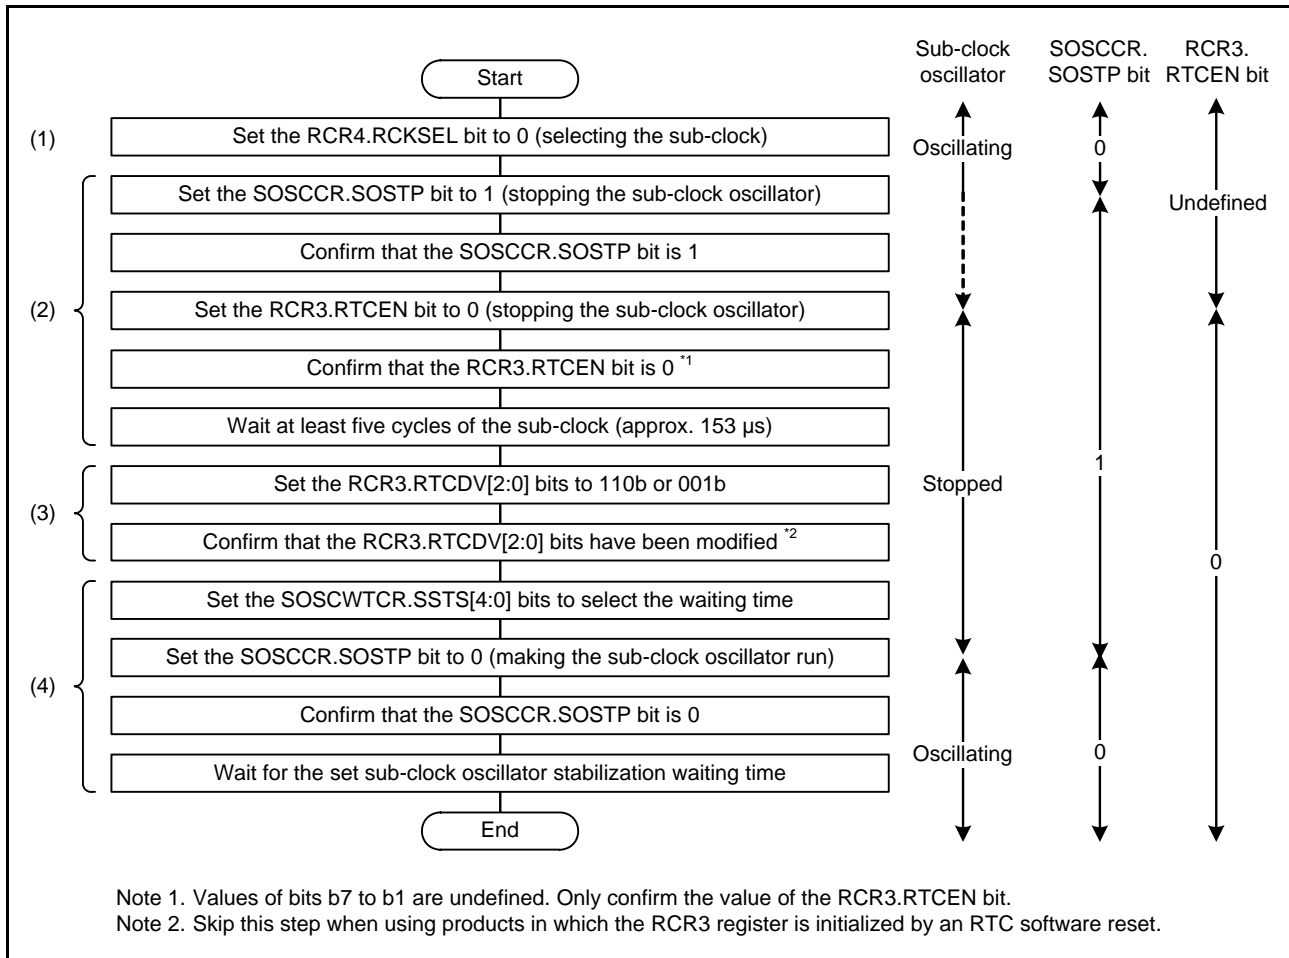 Sub-clock oscillator
SOSCCR. SOSTP bit
RCR3. RTCEN bit
Start
(1)
Set the RCR4.RCKSEL bit to 0 (selecting the sub-clock)
Oscillating
0
Set the SOSCCR.SOSTP bit to 1 (stopping the sub-clock oscillator)
Undefined
Confirm that the SOSCCR.SOSTP bit is 1
(2)
Set the RCR3.RTCEN bit to 0 (stopping the sub-clock oscillator)
Confirm that the RCR3.RTCEN bit is 0 *1
Wait at least five cycles of the sub-clock (approx. 153 µs)
1
Set the RCR3.RTCDV[2:0] bits to 110b or 001b
Stopped
(3)
Confirm that the RCR3.RTCDV[2:0] bits have been modified *2
0
Set the SOSCWTCR.SSTS[4:0] bits to select the waiting time
Set the SOSCCR.SOSTP bit to 0 (making the sub-clock oscillator run)
(4)
Confirm that the SOSCCR.SOSTP bit is 0
Oscillating
0
Wait for the set sub-clock oscillator stabilization waiting time
End
Note 1. Values of bits b7 to b1 are undefined. Only confirm the value of the RCR3.RTCEN bit.
Note 2. Skip this step when using products in which the RCR3 register is initialized by an RTC software reset.